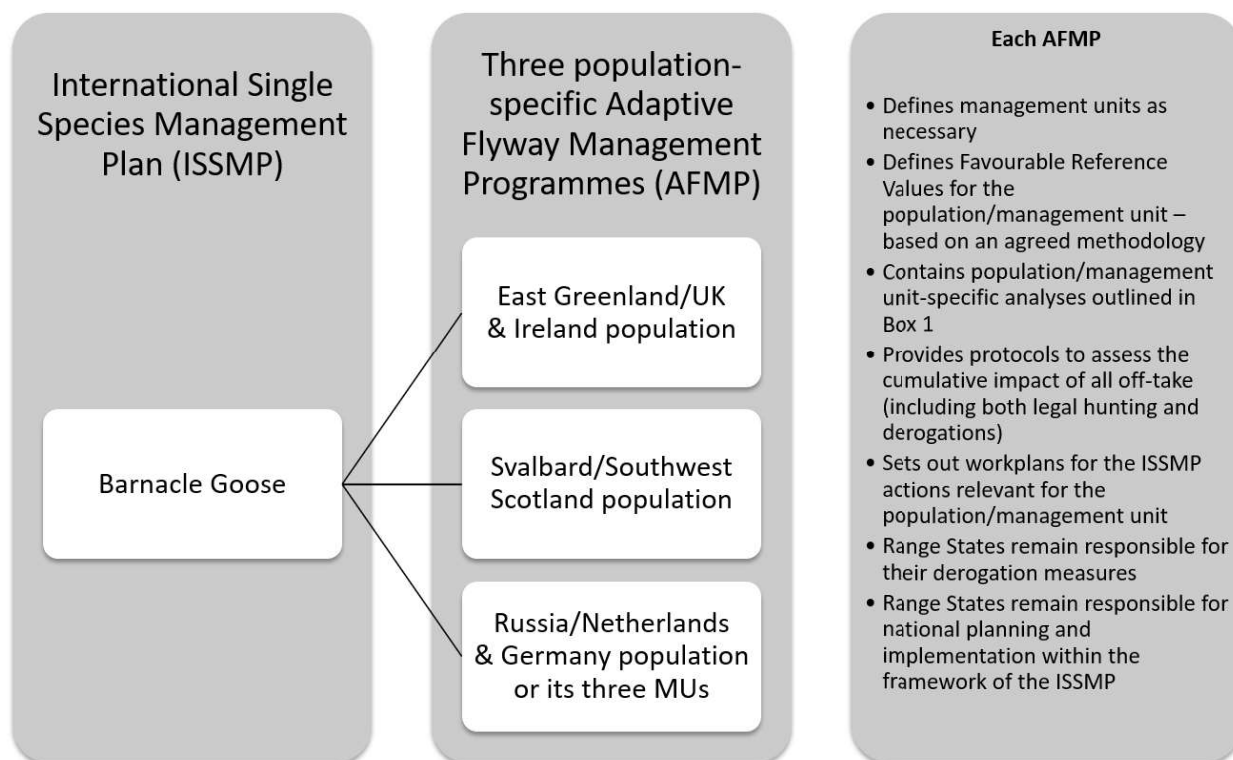 International Single
Species Management
Plan (ISSMP)
Barnacle Goose
Three population-
specific Adaptive
Flyway Management
Programmes (AFMP)
East Greenland/UK
& Ireland population
Svalbard/Southwest
Scotland population
Russia/Netherlands
& Germany population
or its three MUs
Each AFMP
• Defines management units as
necessary
• Defines Favourable Reference
Values for the
population/management unit –
based on an agreed methodology
• Contains population/management
unit-specific analyses outlined in
Box 1
• Provides protocols to assess the
cumulative impact of all off-take
(including both legal hunting and
derogations)
• Sets out workplans for the ISSMP
actions relevant for the
population/management unit
• Range States remain responsible for
their derogation measures
• Range States remain responsible for
national planning and
implementation within the
framework of the ISSMP